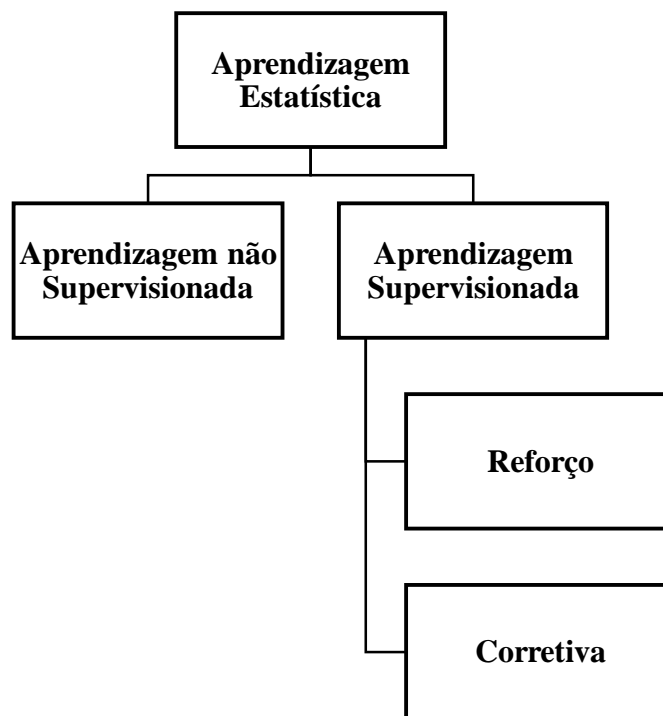 Aprendizagem
Estatística
Aprendizagem não
Supervisionada
Aprendizagem
Supervisionada
Reforço
Corretiva